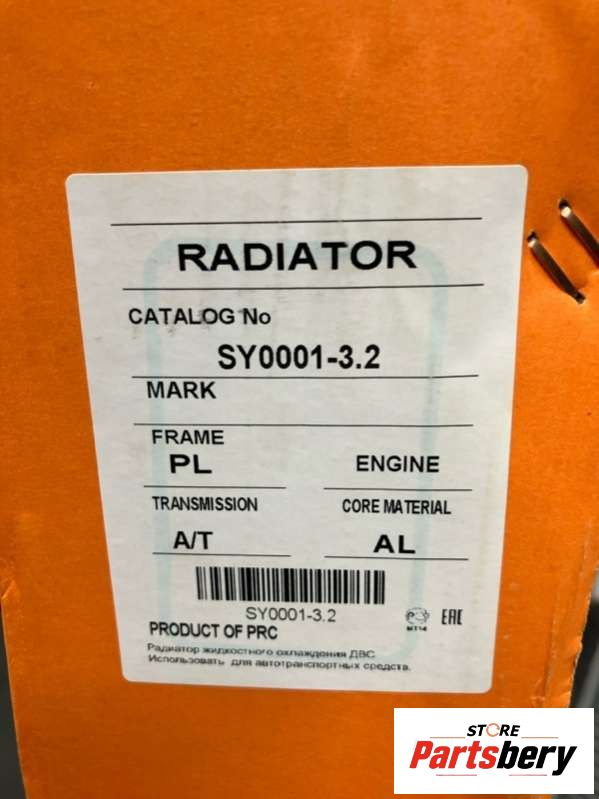 RADIATOR
CATALOG No
SY0001-3.2
MARK
FRAME
PL
ENGINE
TRANSMISSION
CORE MATERIAL
A/T
AL
SY0001-3.2
PRODUCT OF PRC
МТ14
EAC
Радиатор жидкостного охлаждения ДВС
Использовать для автотранспортных средств.
STORE
Partsbery